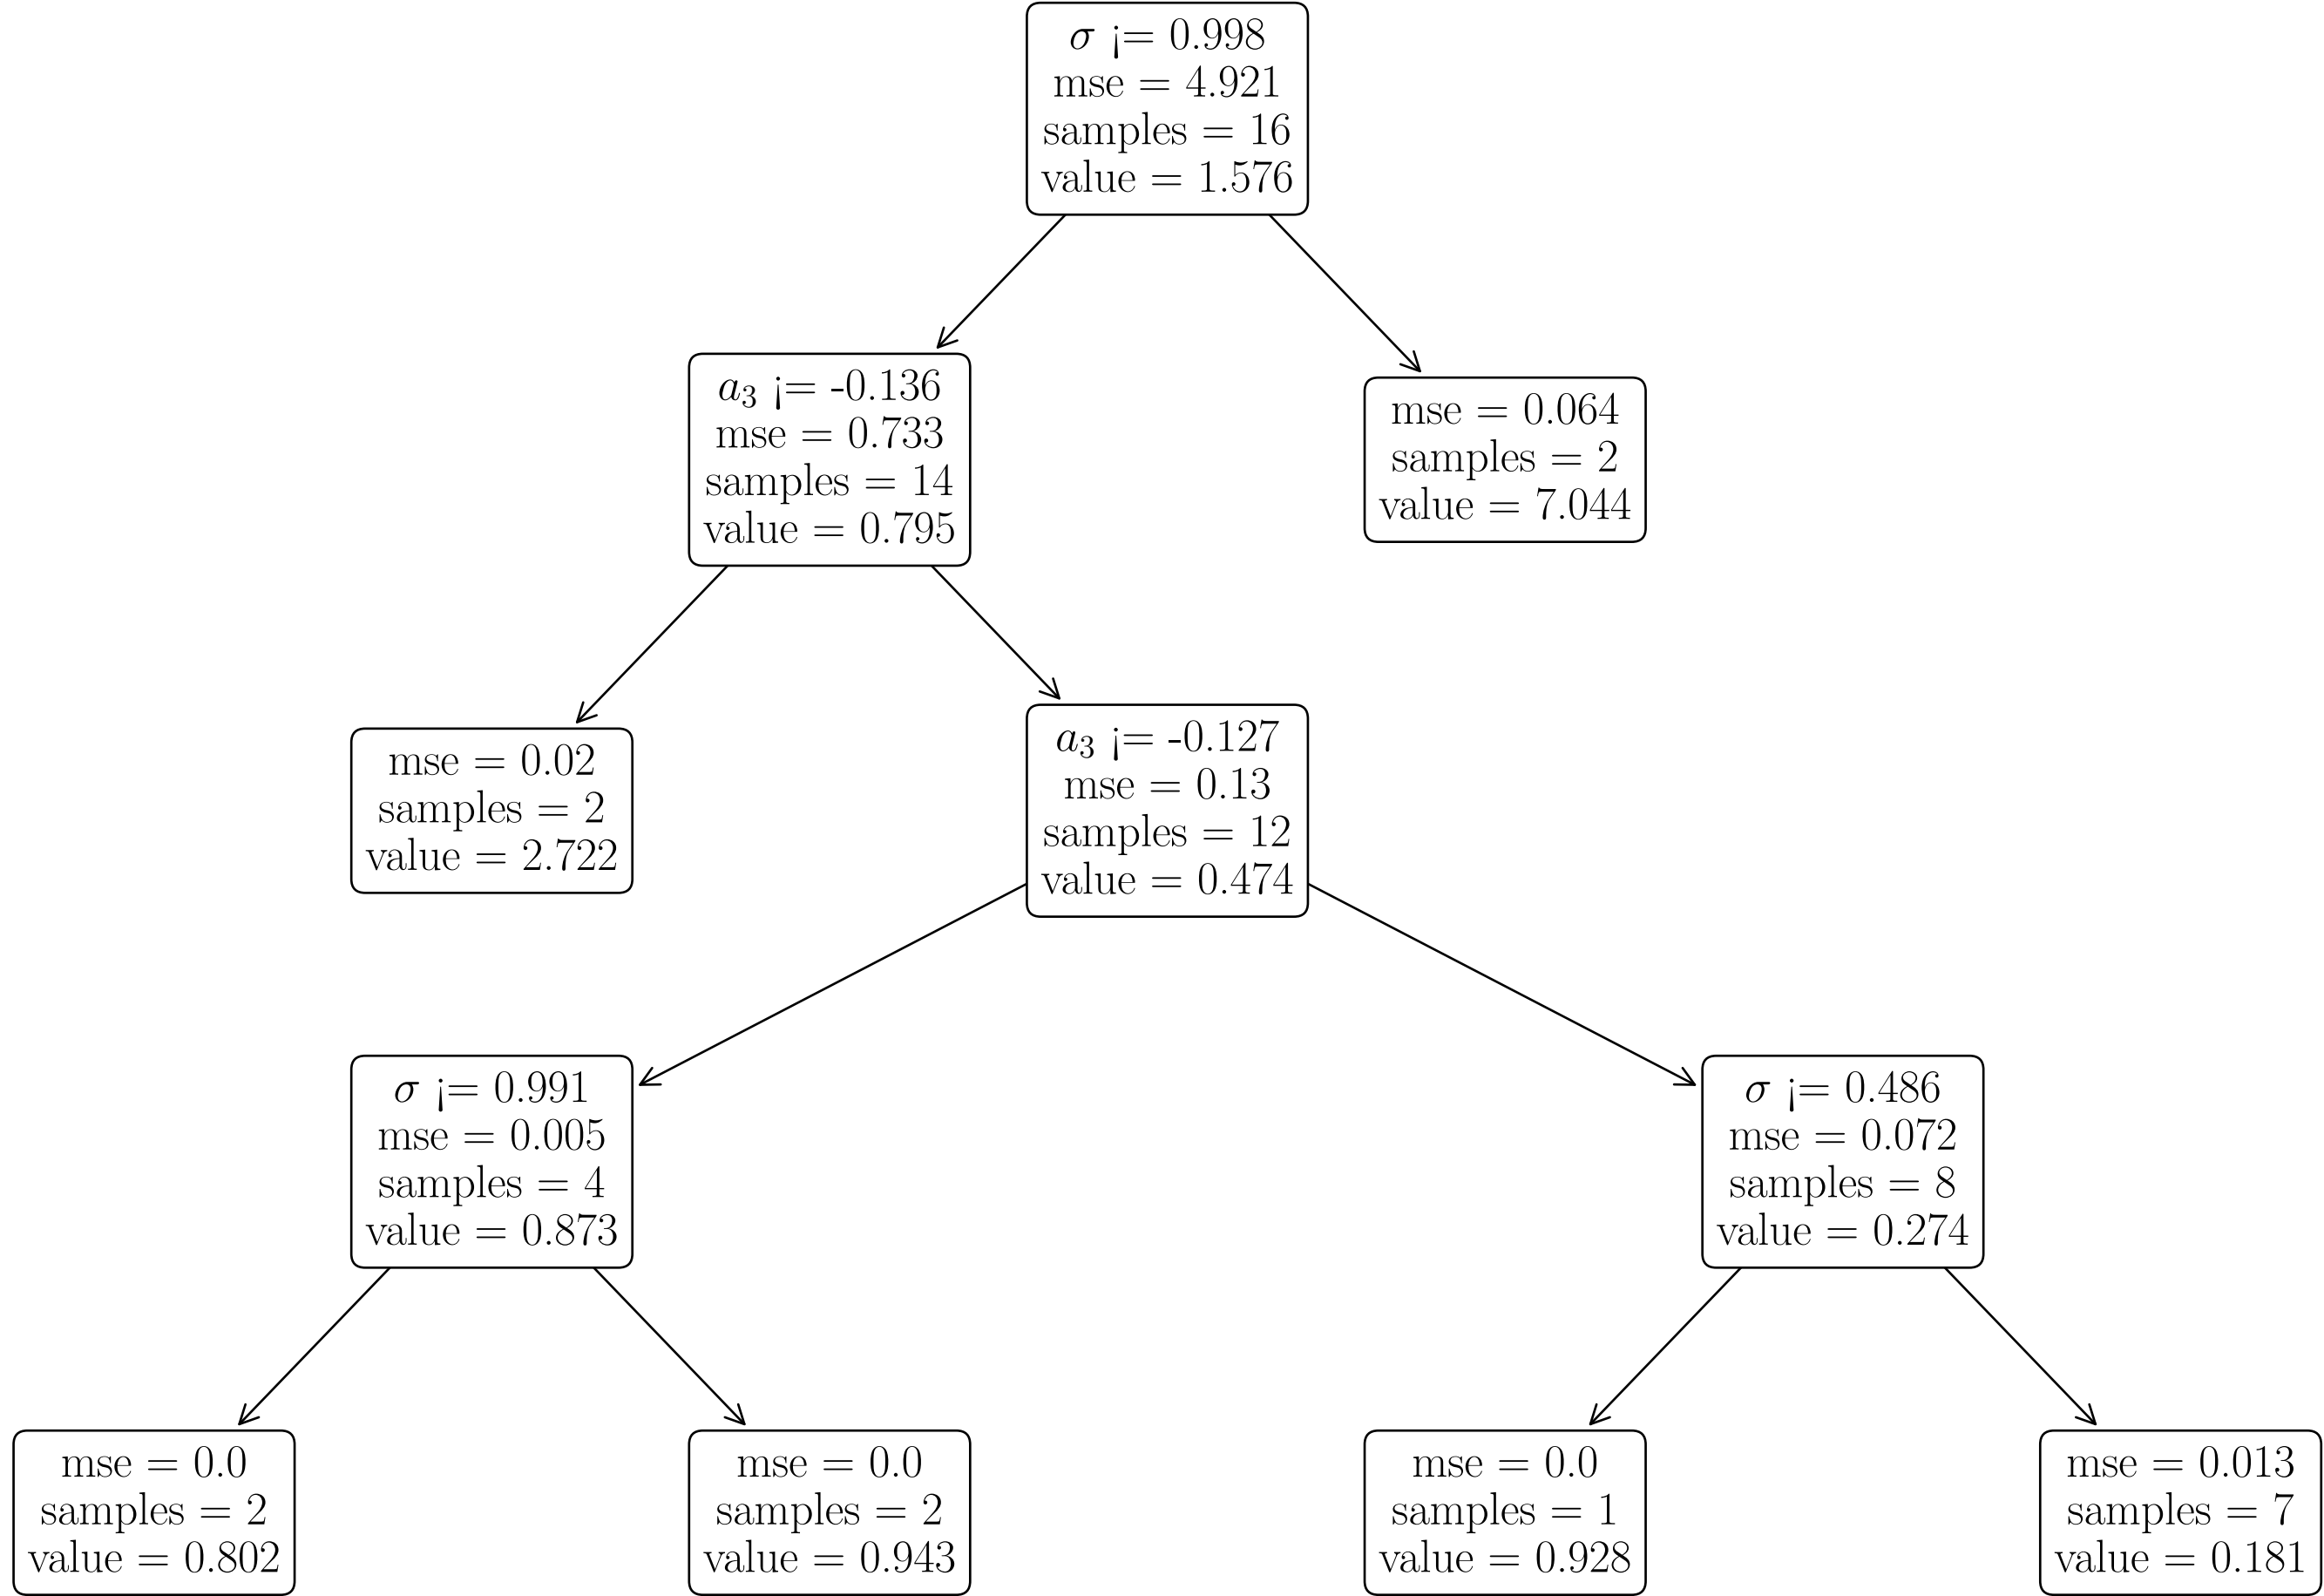 σ ¡= 0.998
mse = 4.921
samples = 16
value = 1.576
a₃ ¡= -0.136
mse = 0.733
samples = 14
value = 0.795
mse = 0.064
samples = 2
value = 7.044
mse = 0.02
samples = 2
value = 2.722
a₃ ¡= -0.127
mse = 0.13
samples = 12
value = 0.474
σ ¡= 0.991
mse = 0.005
samples = 4
value = 0.873
σ ¡= 0.486
mse = 0.072
samples = 8
value = 0.274
mse = 0.0
samples = 2
value = 0.802
mse = 0.0
samples = 2
value = 0.943
mse = 0.0
samples = 1
value = 0.928
mse = 0.013
samples = 7
value = 0.181